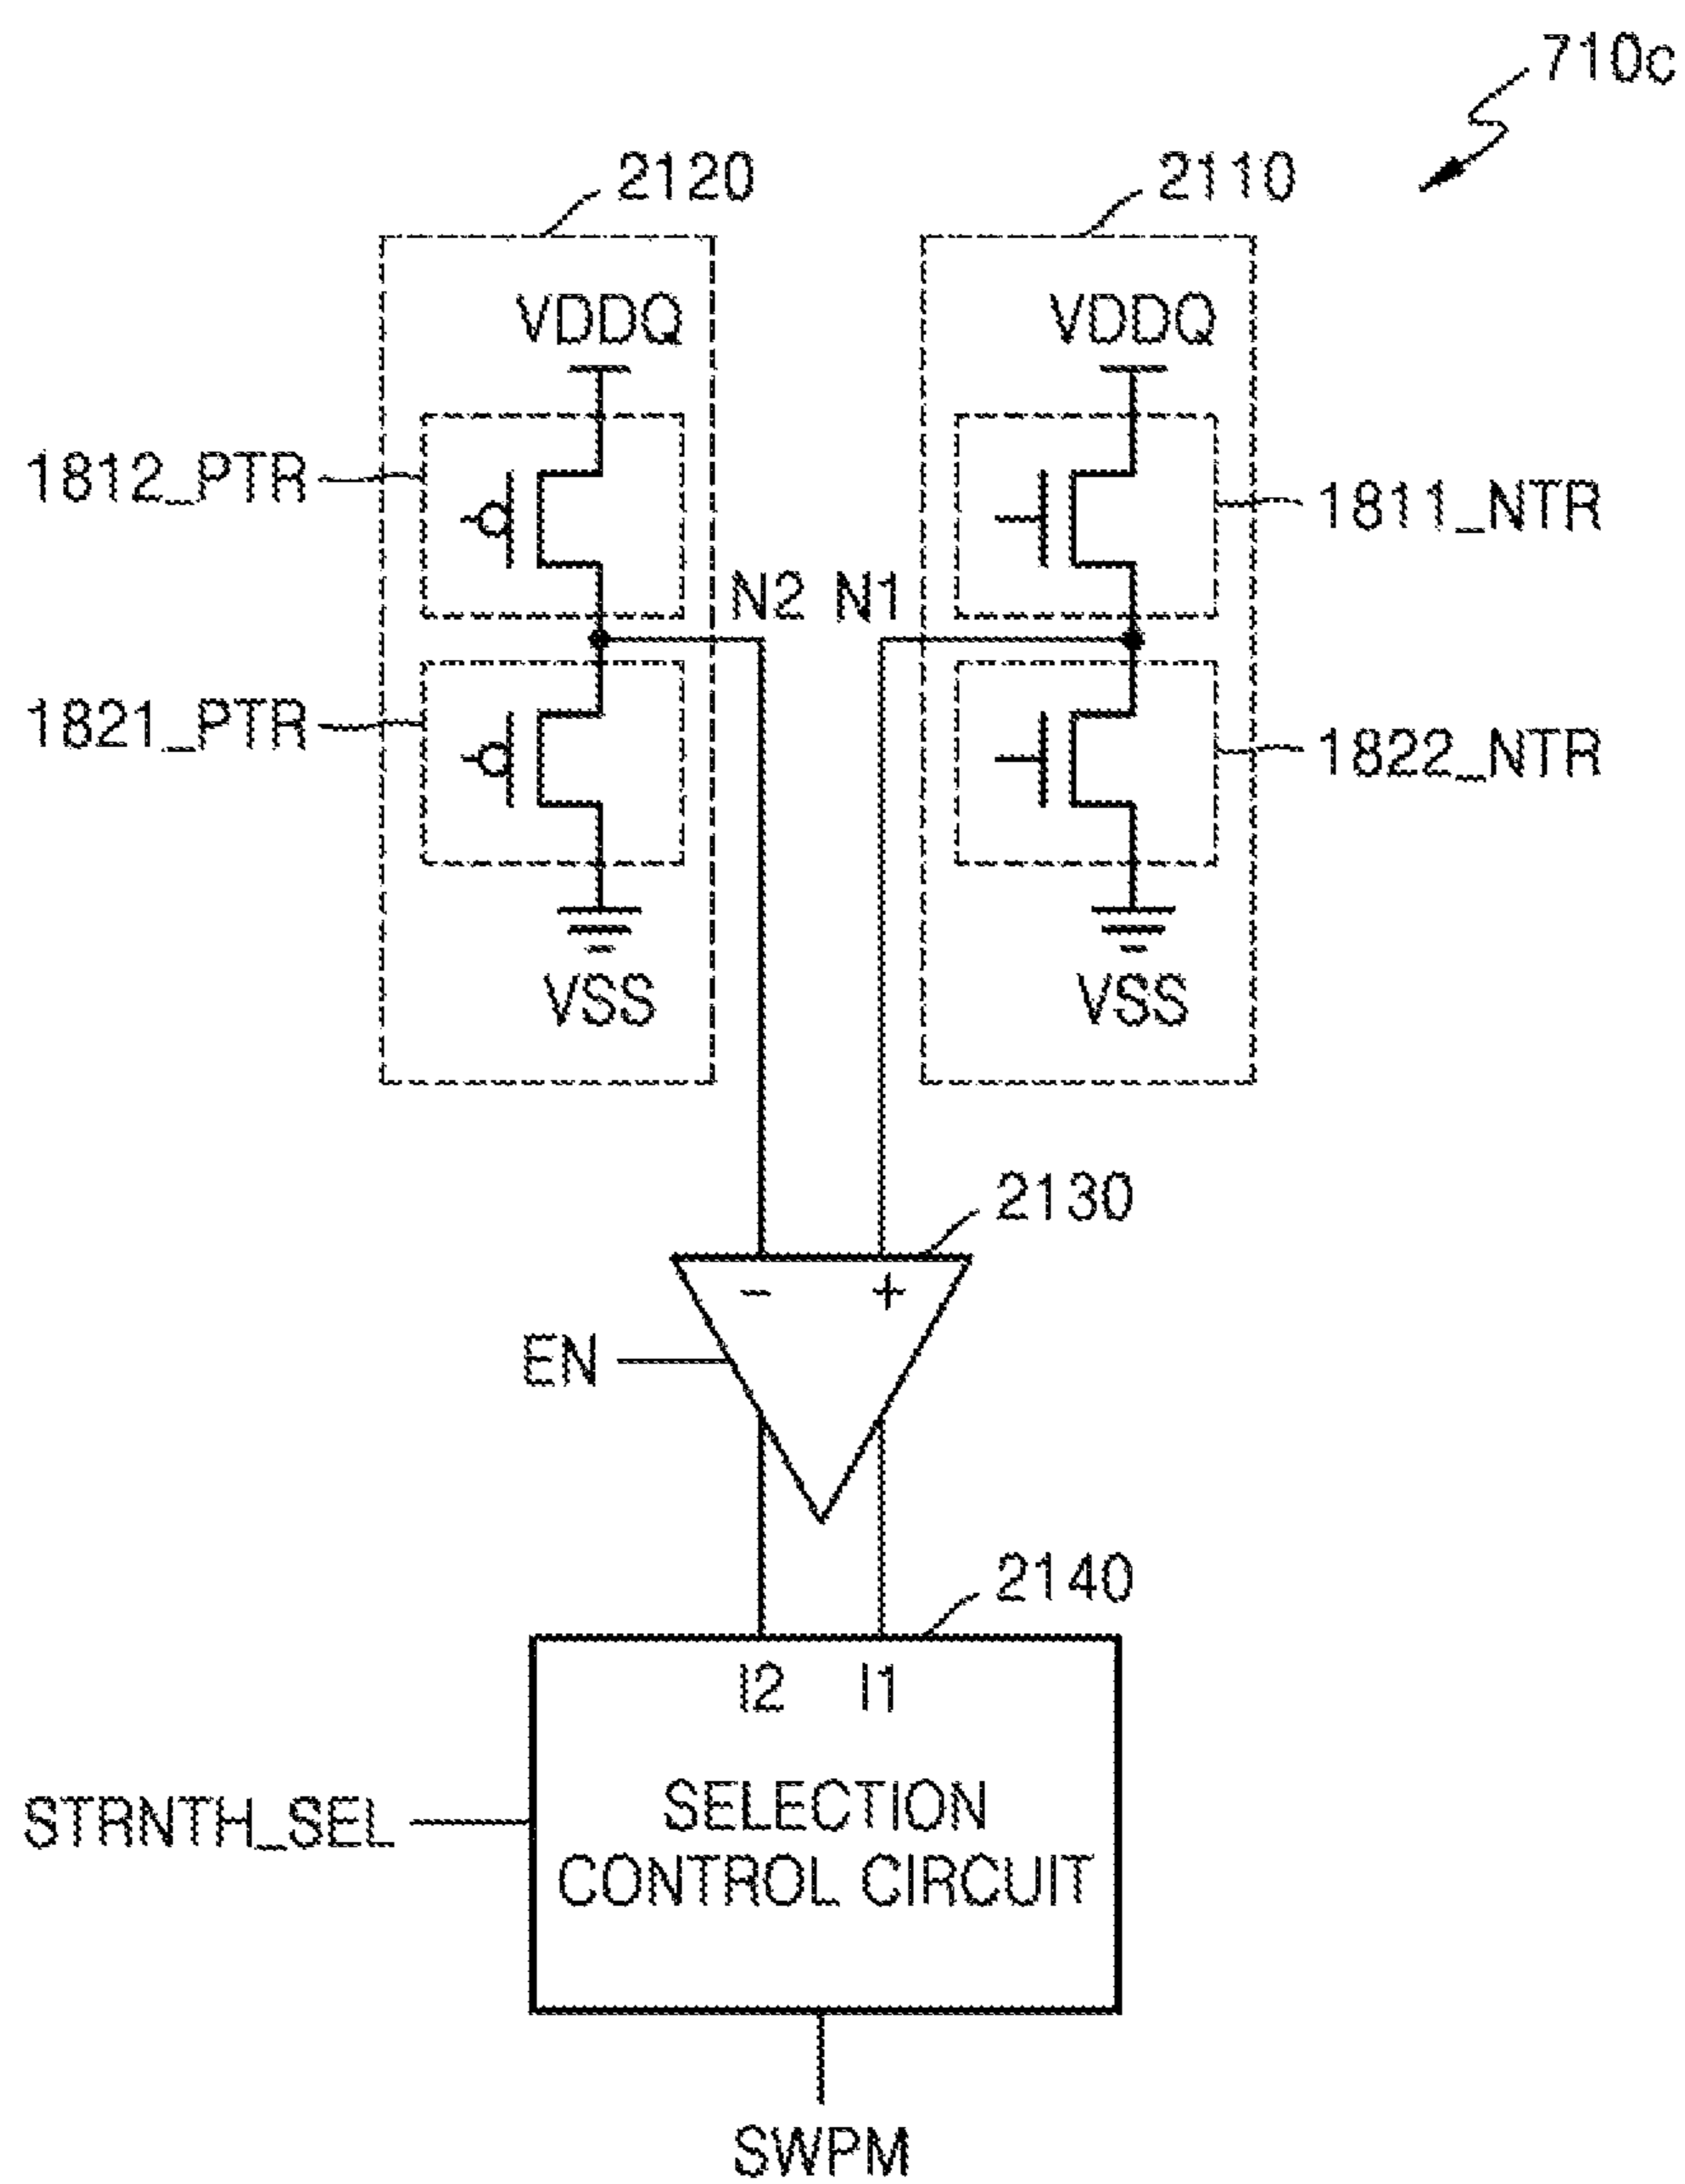 710c
2120
2110
VDDQ
VDDQ
1812_PTR
1811_NTR
N2
N1
1821_PTR
1822_NTR
VSS
VSS
2130
-
+
EN
2140
I2
I1
SELECTION
CONTROL CIRCUIT
STRNTH_SEL
SWPM